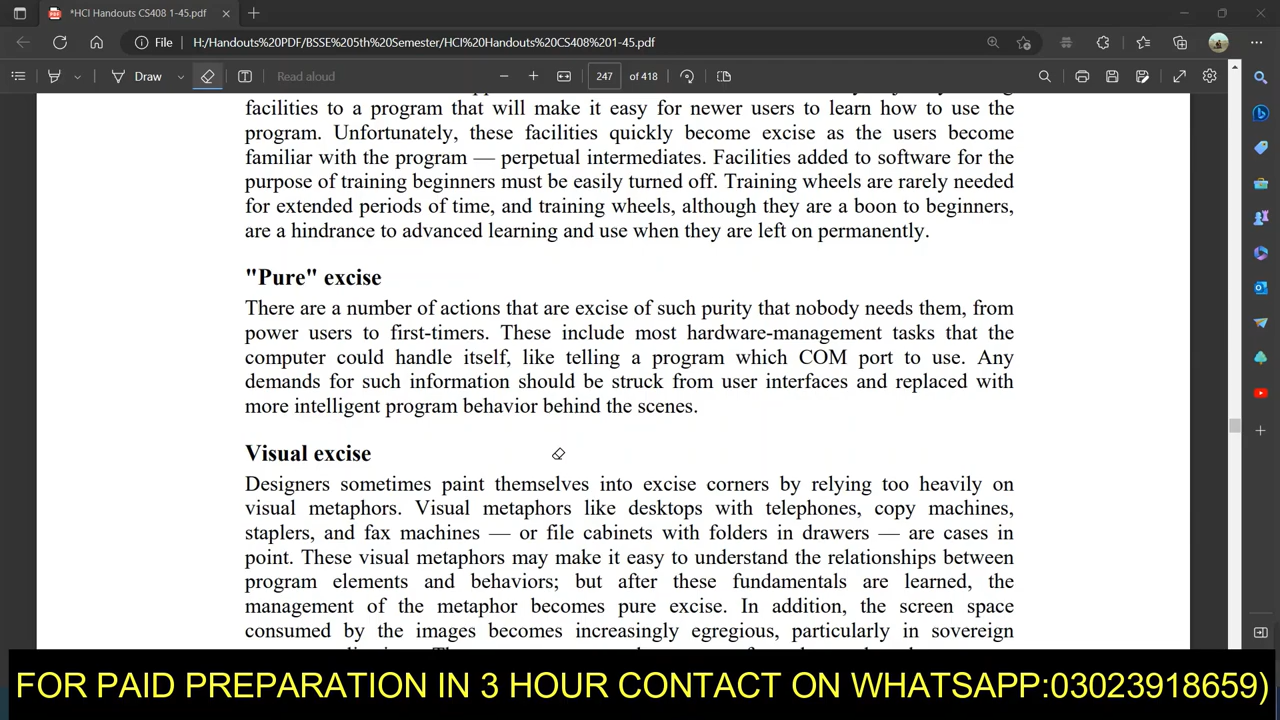 *HCI Handouts CS408 1-45.pdf
File H:/Handouts%20PDF/BSSE%205th%20Semester/HCI%20Handouts%20CS408%201-45.pdf
Draw Read aloud 247 of 418
facilities to a program that will make it easy for newer users to learn how to use the
program. Unfortunately, these facilities quickly become excise as the users become
familiar with the program — perpetual intermediates. Facilities added to software for the
purpose of training beginners must be easily turned off. Training wheels are rarely needed
for extended periods of time, and training wheels, although they are a boon to beginners,
are a hindrance to advanced learning and use when they are left on permanently.
"Pure" excise
There are a number of actions that are excise of such purity that nobody needs them, from
power users to first-timers. These include most hardware-management tasks that the
computer could handle itself, like telling a program which COM port to use. Any
demands for such information should be struck from user interfaces and replaced with
more intelligent program behavior behind the scenes.
Visual excise
Designers sometimes paint themselves into excise corners by relying too heavily on
visual metaphors. Visual metaphors like desktops with telephones, copy machines,
staplers, and fax machines — or file cabinets with folders in drawers — are cases in
point. These visual metaphors may make it easy to understand the relationships between
program elements and behaviors; but after these fundamentals are learned, the
management of the metaphor becomes pure excise. In addition, the screen space
consumed by the images becomes increasingly egregious, particularly in sovereign
FOR PAID PREPARATION IN 3 HOUR CONTACT ON WHATSAPP:03023918659)